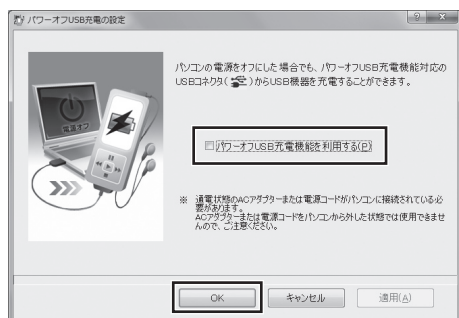 パワーオフUSB充電の設定
パソコンの電源をオフにした場合でも、パワーオフUSB充電機能対応の
USBコネクタ( )からUSB機器を充電することができます。
電源オフ
パワーオフUSB充電機能を利用する(P)
※ 通電状態のACアダプターまたは電源コードがパソコンに接続されている必
要があります。
ACアダプターまたは電源コードをパソコンから外した状態では使用できませ
んので、ご注意ください。
OK
キャンセル
適用(A)